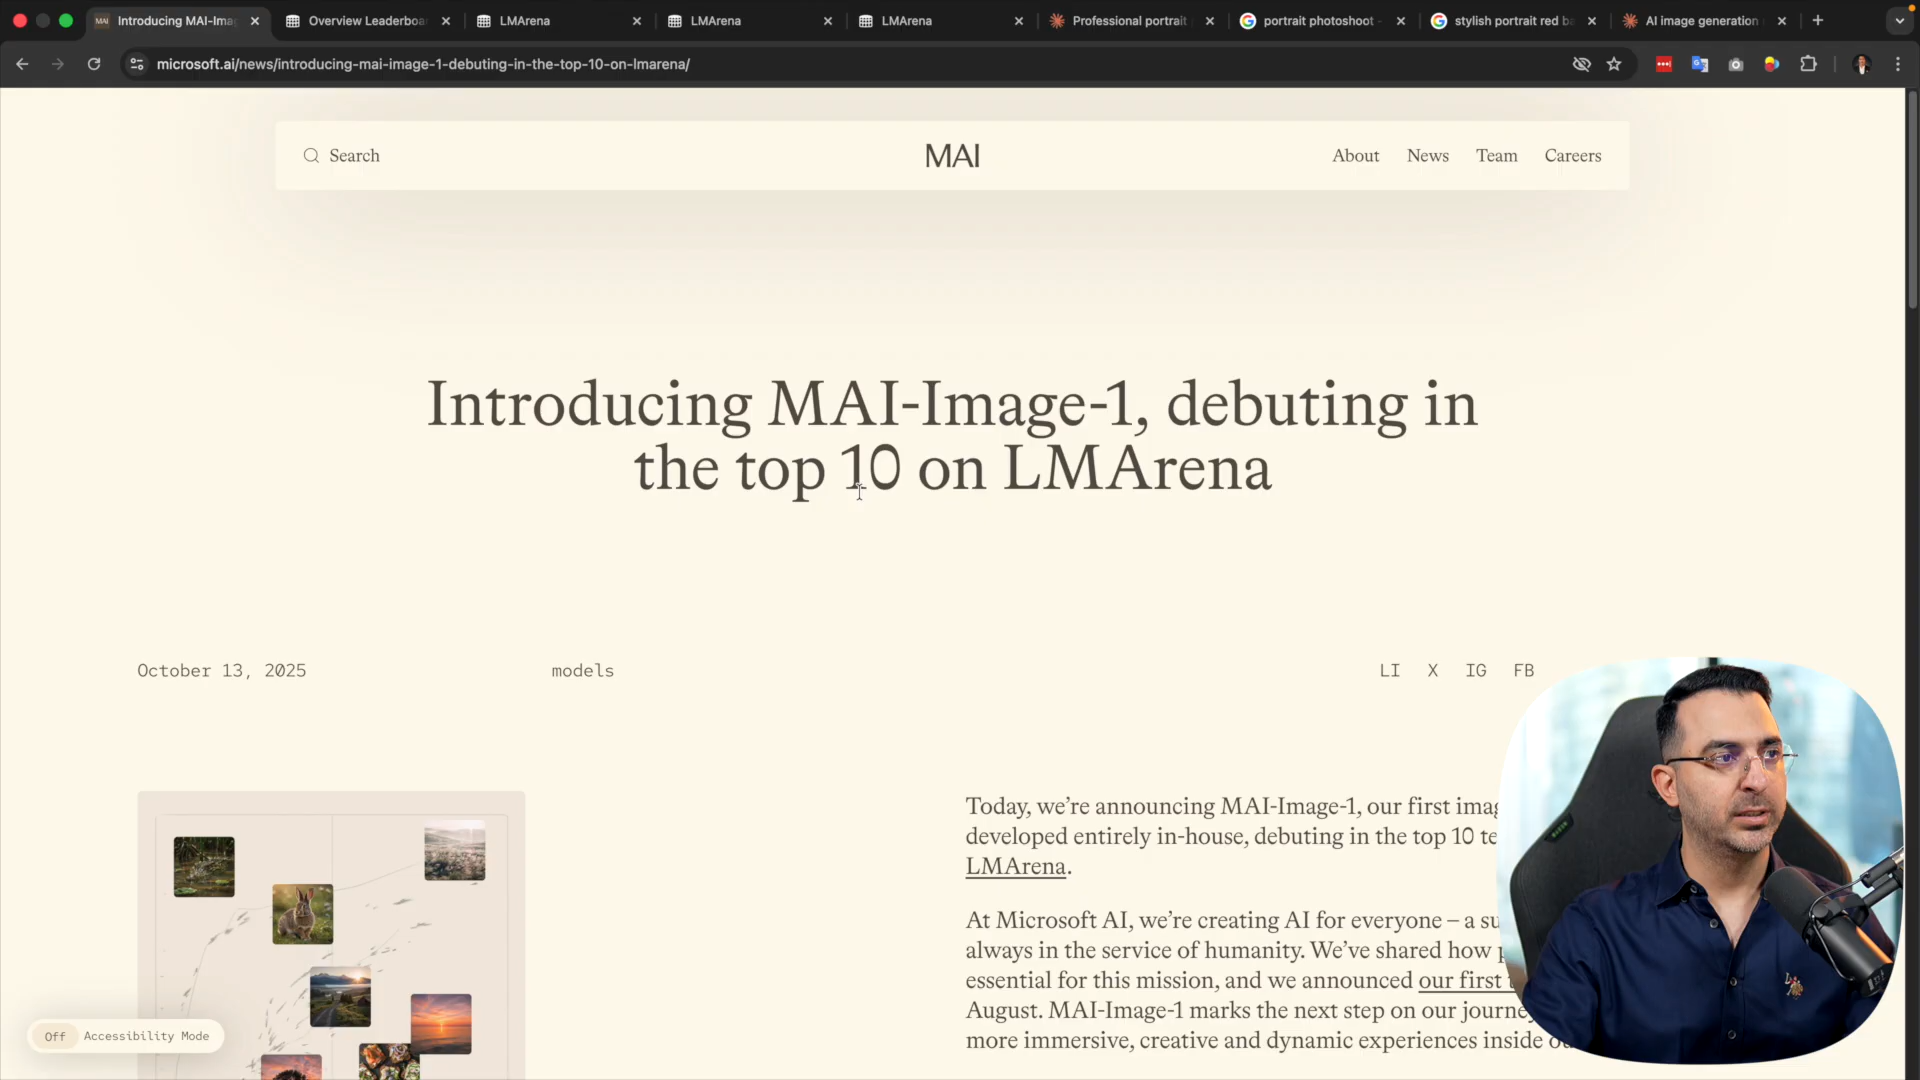 Introducing MAI-Ima
Overview Leaderboa
LMArena
LMArena
LMArena
Professional portrait
portrait photoshoot -
stylish portrait red ba
AI image generation
microsoft.ai/news/introducing-mai-image-1-debuting-in-the-top-10-on-lmarena/
Search
MAI
About
News
Team
Careers
Introducing MAI-Image-1, debuting in
the top 10 on LMArena
October 13, 2025
models
LI
X
IG
FB
Today, we’re announcing MAI-Image-1, our first imag
developed entirely in-house, debuting in the top 10 te
LMArena.
At Microsoft AI, we’re creating AI for everyone – a su
always in the service of humanity. We’ve shared how p
essential for this mission, and we announced our first
August. MAI-Image-1 marks the next step on our journey
more immersive, creative and dynamic experiences inside
Off
Accessibility Mode